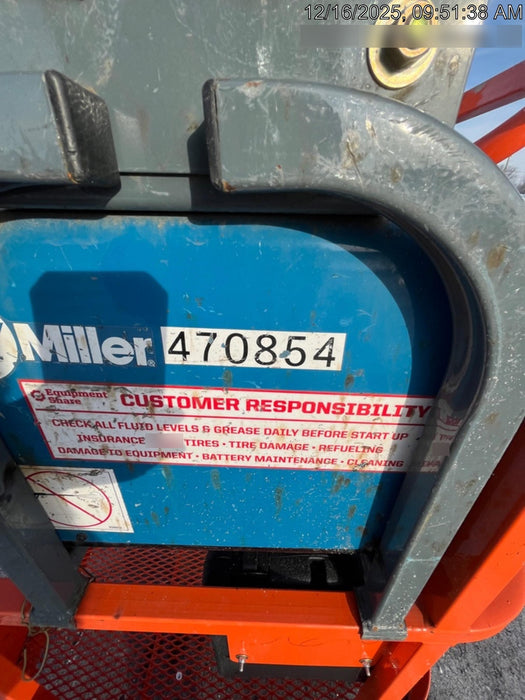 12/16/2025, 09:51:38 AM
Miller 470854
Equipment
Share
CUSTOMER RESPONSIBILITY
CHECK ALL FLUID LEVELS & GREASE DAILY BEFORE START UP
INSURANCE TIRES • TIRE DAMAGE • REFUELING
DAMAGE TO EQUIPMENT • BATTERY MAINTENANCE • CLEANING